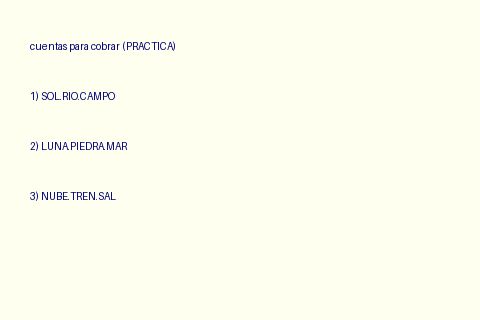 cuentas para cobrar (PRACTICA)
1) SOL.RIO.CAMPO
2) LUNA.PIEDRA.MAR
3) NUBE.TREN.SAL